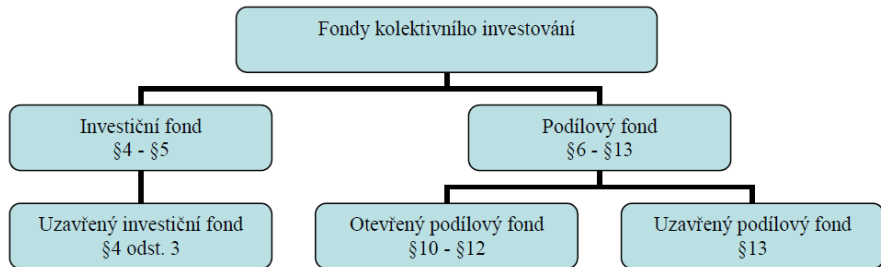 Fondy kolektivního investování
Investiční fond
§4 - §5
Podílový fond
§6 - §13
Uzavřený investiční fond
§4 odst. 3
Otevřený podílový fond
§10 - §12
Uzavřený podílový fond
§13